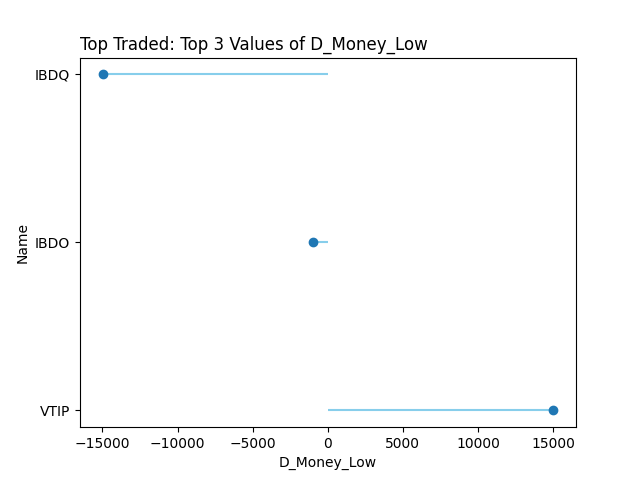 Top Traded: Top 3 Values of D_Money_Low
IBDQ
IBDO
VTIP
Name
−15000 −10000 −5000 0 5000 10000 15000
D_Money_Low